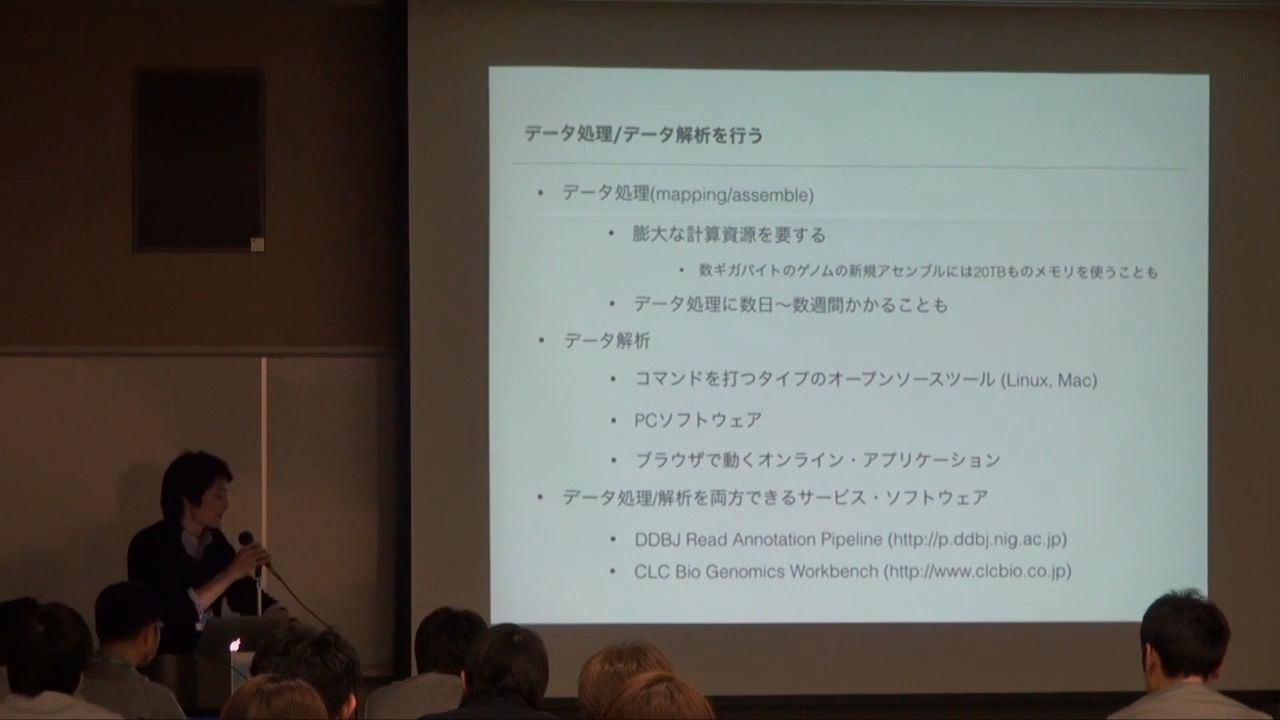 データ処理/データ解析を行う
• データ処理(mapping/assemble)
• 膨大な計算資源を要する
• 数ギガバイトのゲノムの新規アセンブルには20TBものメモリを使うことも
• データ処理に数日〜数週間かかることも
• データ解析
• コマンドを打つタイプのオープンソースツール (Linux, Mac)
• PCソフトウェア
• ブラウザで動くオンライン・アプリケーション
• データ処理/解析を両方できるサービス・ソフトウェア
• DDBJ Read Annotation Pipeline (http://p.ddbj.nig.ac.jp)
• CLC Bio Genomics Workbench (http://www.clcbio.co.jp)